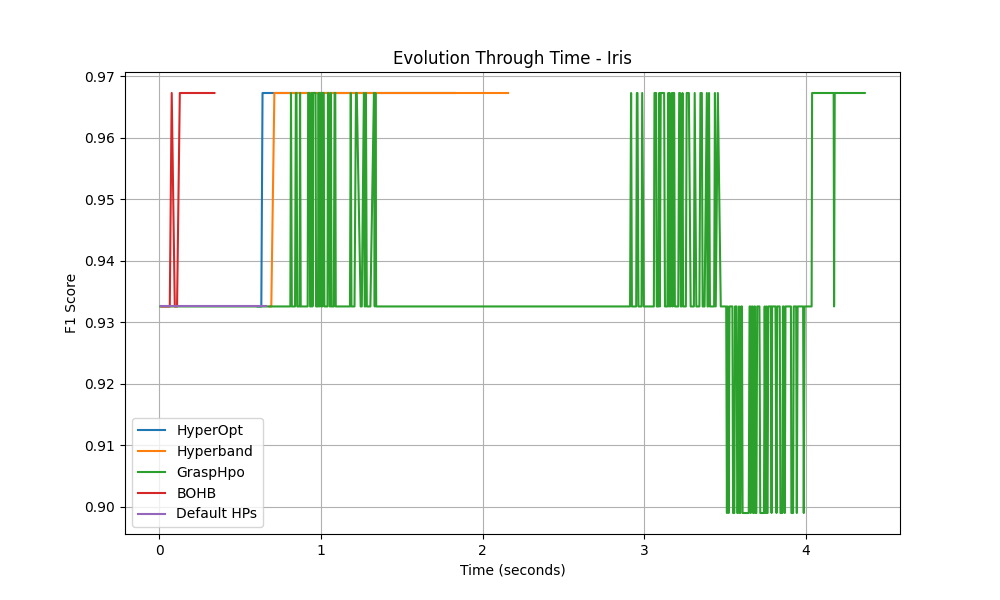 Evolution Through Time - Iris
F1 Score
0.97
0.96
0.95
0.94
0.93
0.92
0.91
0.90
HyperOpt
Hyperband
GraspHpo
BOHB
Default HPs
0 1 2 3 4
Time (seconds)